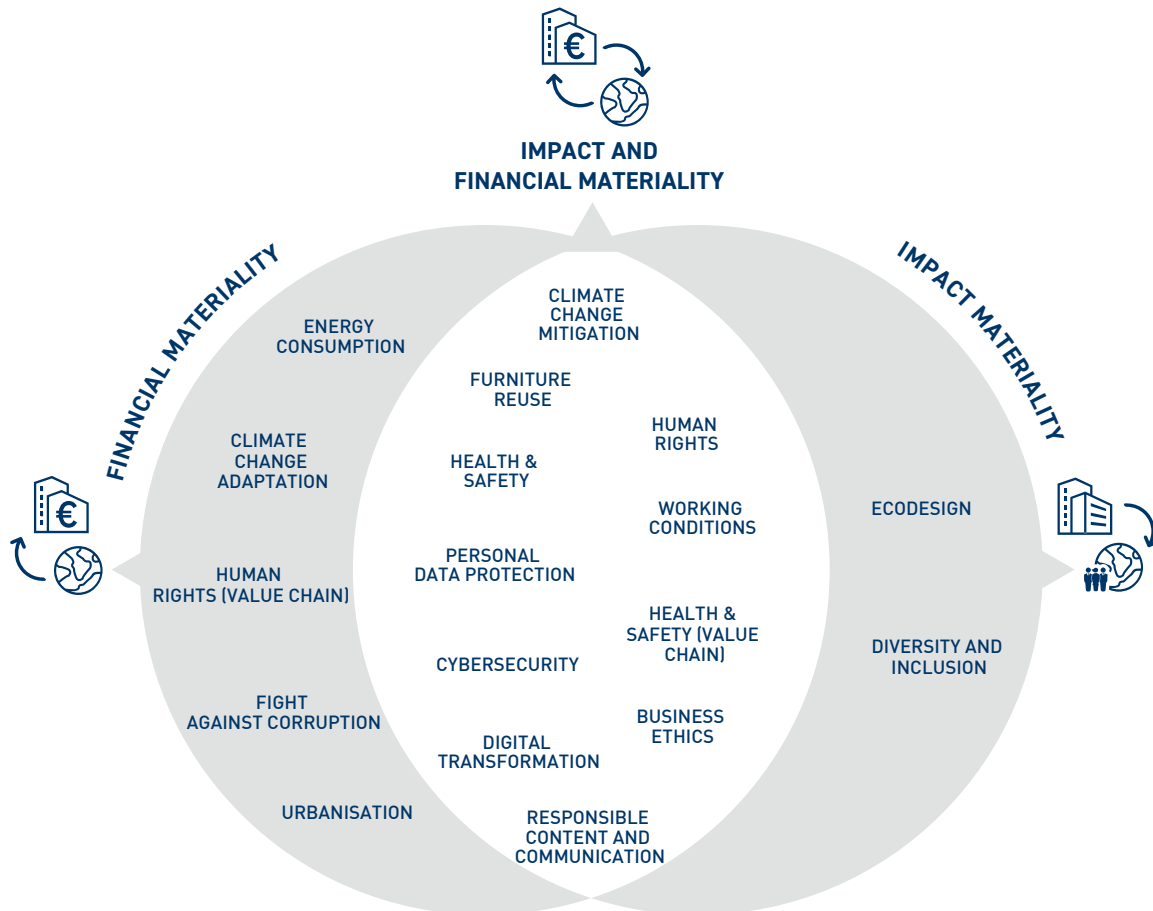 €
IMPACT AND
FINANCIAL MATERIALITY
FINANCIAL MATERIALITY
ENERGY
CONSUMPTION
CLIMATE
CHANGE
ADAPTATION
€
HUMAN
RIGHTS (VALUE CHAIN)
FIGHT
AGAINST CORRUPTION
URBANISATION
CLIMATE
CHANGE
MITIGATION
FURNITURE
REUSE
HUMAN
RIGHTS
HEALTH &
SAFETY
WORKING
CONDITIONS
PERSONAL
DATA PROTECTION
HEALTH &
SAFETY (VALUE
CHAIN)
CYBERSECURITY
BUSINESS
ETHICS
DIGITAL
TRANSFORMATION
RESPONSIBLE
CONTENT AND
COMMUNICATION
IMPACT MATERIALITY
ECODESIGN
DIVERSITY AND
INCLUSION